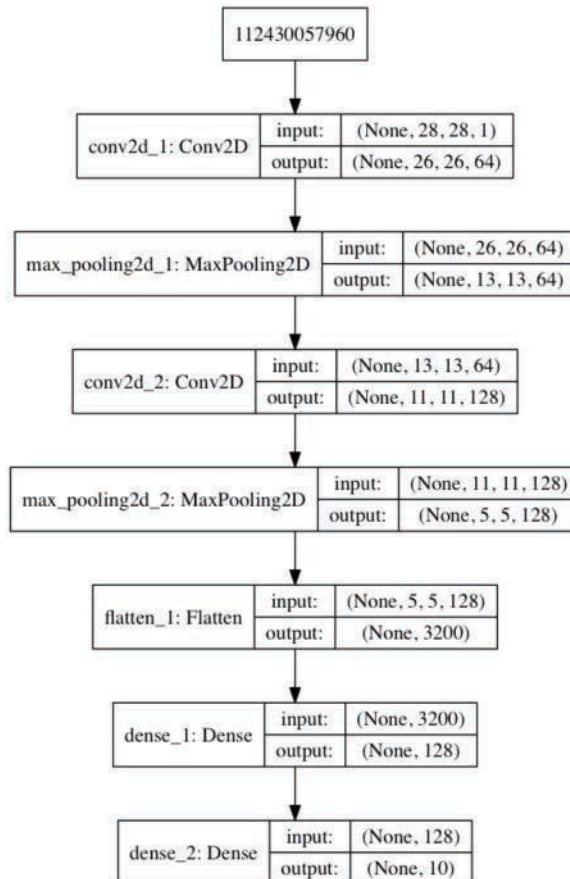 112430057960
conv2d_1: Conv2D input: (None, 28, 28, 1)
output: (None, 26, 26, 64)
max_pooling2d_1: MaxPooling2D input: (None, 26, 26, 64)
output: (None, 13, 13, 64)
conv2d_2: Conv2D input: (None, 13, 13, 64)
output: (None, 11, 11, 128)
max_pooling2d_2: MaxPooling2D input: (None, 11, 11, 128)
output: (None, 5, 5, 128)
flatten_1: Flatten input: (None, 5, 5, 128)
output: (None, 3200)
dense_1: Dense input: (None, 3200)
output: (None, 128)
dense_2: Dense input: (None, 128)
output: (None, 10)